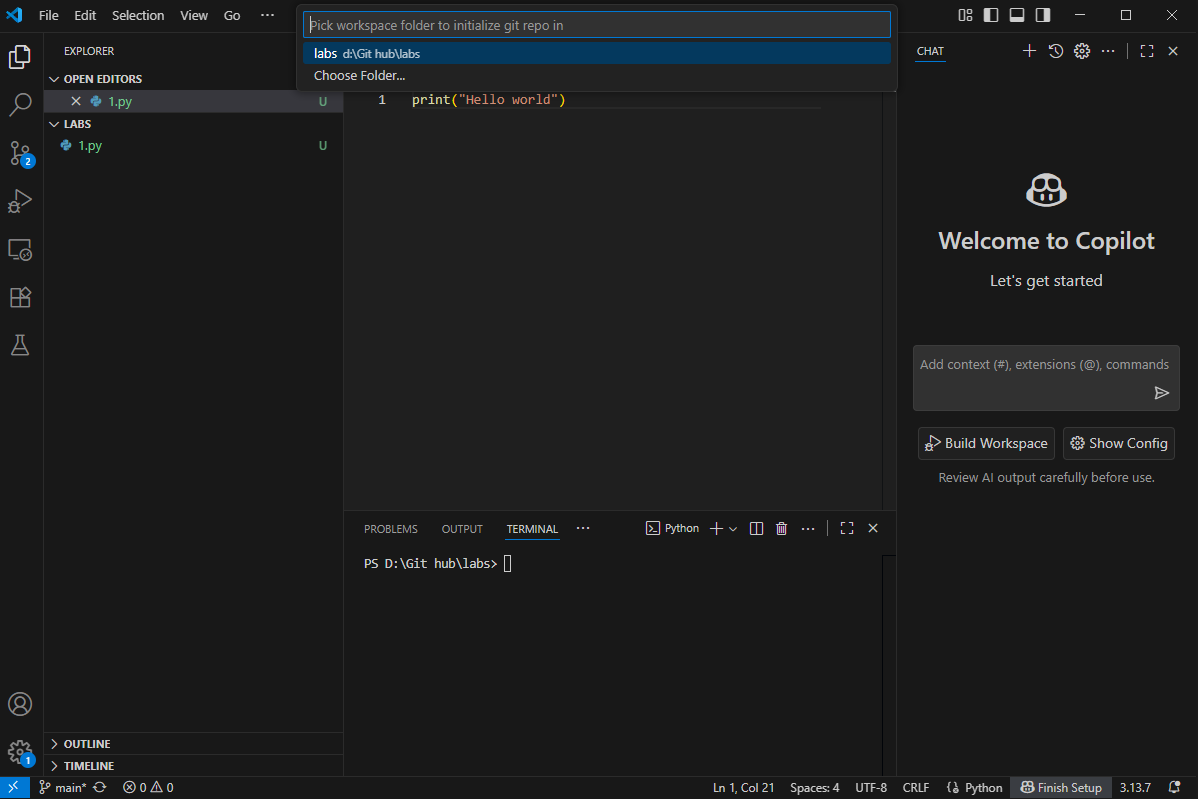 File Edit Selection View Go ···
Pick workspace folder to initialize git repo in
labs d:\Git hub\labs
Choose Folder...
EXPLORER
OPEN EDITORS
1.py U
LABS
1.py U
2
1
OUTLINE
TIMELINE
1 print("Hello world")
PROBLEMS OUTPUT TERMINAL ···
Python
PS D:\Git hub\labs>
CHAT
Welcome to Copilot
Let's get started
Add context (#), extensions (@), commands
Build Workspace Show Config
Review AI output carefully before use.
main* 0 0 Ln 1, Col 21 Spaces: 4 UTF-8 CRLF Python Finish Setup 3.13.7